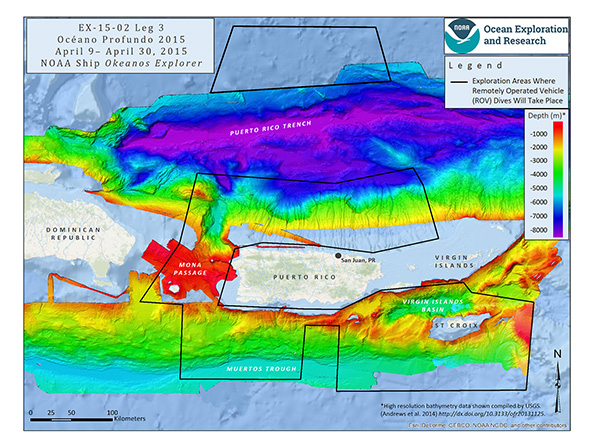 EX-15-02 Leg 3
Océano Profundo 2015
April 9– April 30, 2015
NOAA Ship Okeanos Explorer
NOAA
Ocean Exploration
and Research
Legend
Exploration Areas Where
Remotely Operated Vehicle
(ROV) Dives Will Take Place
Depth (m)*
-1000
-2000
-3000
-4000
-5000
-6000
-7000
-8000
PUERTO RICO TRENCH
DOMINICAN
REPUBLIC
MONA
PASSAGE
San Juan, PR
PUERTO RICO
VIRGIN
ISLANDS
VIRGIN ISLANDS
BASIN
ST CROIX
MUERTOS TROUGH
N
0 25 50 100
Kilometers
*High resolution bathymetry data shown compiled by USGS.
(Andrews et al. 2014) http://dx.doi.org/10.3133/ofr20131125.
Esri, DeLorme, GEBCO, NOAA NGDC, and other contributors